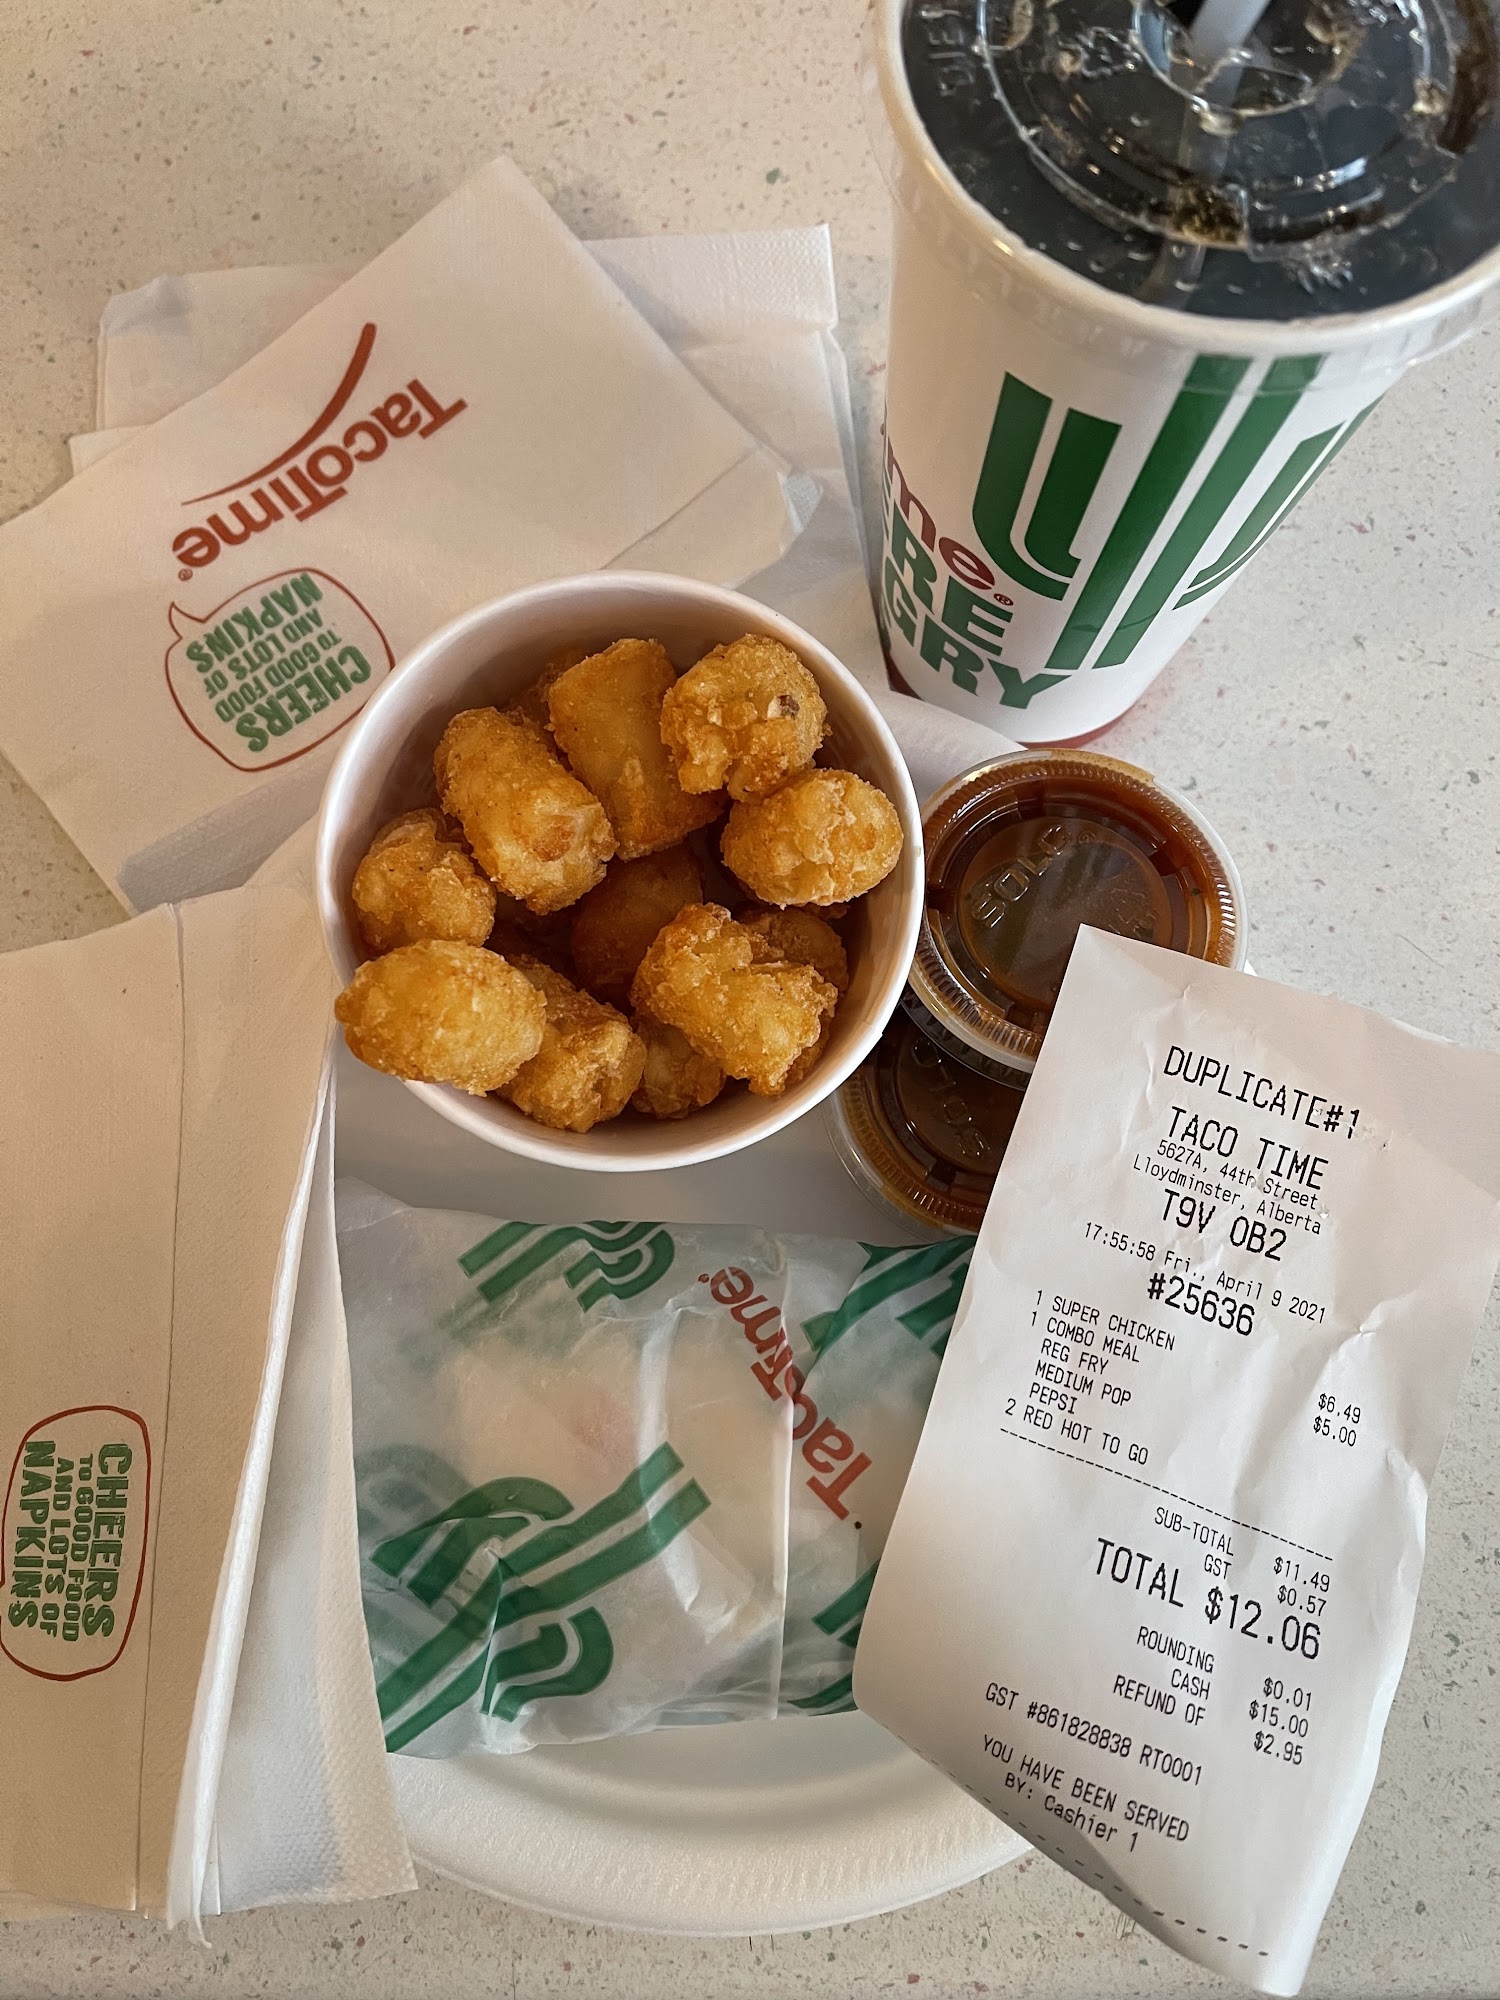 TacoTime®
CHEERS
TO GOOD FOOD
AND LOTS OF
NAPKINS
me®
RE
GRY
SOLO
DUPLICATE#1
TACO TIME
5627A, 44th Street
Lloydminster, Alberta
T9V 0B2
17:55:58 Fri., April 9 2021
#25636
1 SUPER CHICKEN $6.49
1 COMBO MEAL $5.00
REG FRY
MEDIUM POP
PEPSI
2 RED HOT TO GO
SUB-TOTAL $11.49
GST $0.57
TOTAL $12.06
ROUNDING $0.01
CASH $15.00
REFUND OF $2.95
GST #861828838 RT0001
YOU HAVE BEEN SERVED
BY: Cashier 1
TacoTime®
CHEERS
TO GOOD FOOD
AND LOTS OF
NAPKINS